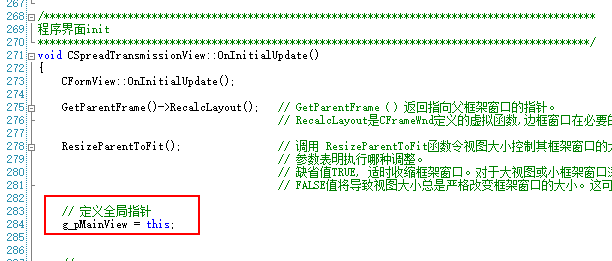 267
268 /*****************************************************************************
269 程序界面init
270 *****************************************************************************/
271 void CSpreadTransmissionView::OnInitialUpdate()
272 {
273 CFormView::OnInitialUpdate();
274
275 GetParentFrame()->RecalcLayout(); // GetParentFrame()返回指向父框架窗口的指针。
276 // RecalcLayout是CFrameWnd定义的虚拟函数,边框窗口在必要的
277
278 ResizeParentToFit(); // 调用 ResizeParentToFit函数令视图大小控制其框架窗口的
279 // 参数表明执行哪种调整。
280 // 缺省值TRUE, 适时收缩框架窗口。对于大视图或小框架窗口
281 // FALSE值将导致视图大小总是严格改变框架窗口的大小。这可
282
283 // 定义全局指针
284 g_pMainView = this;
285